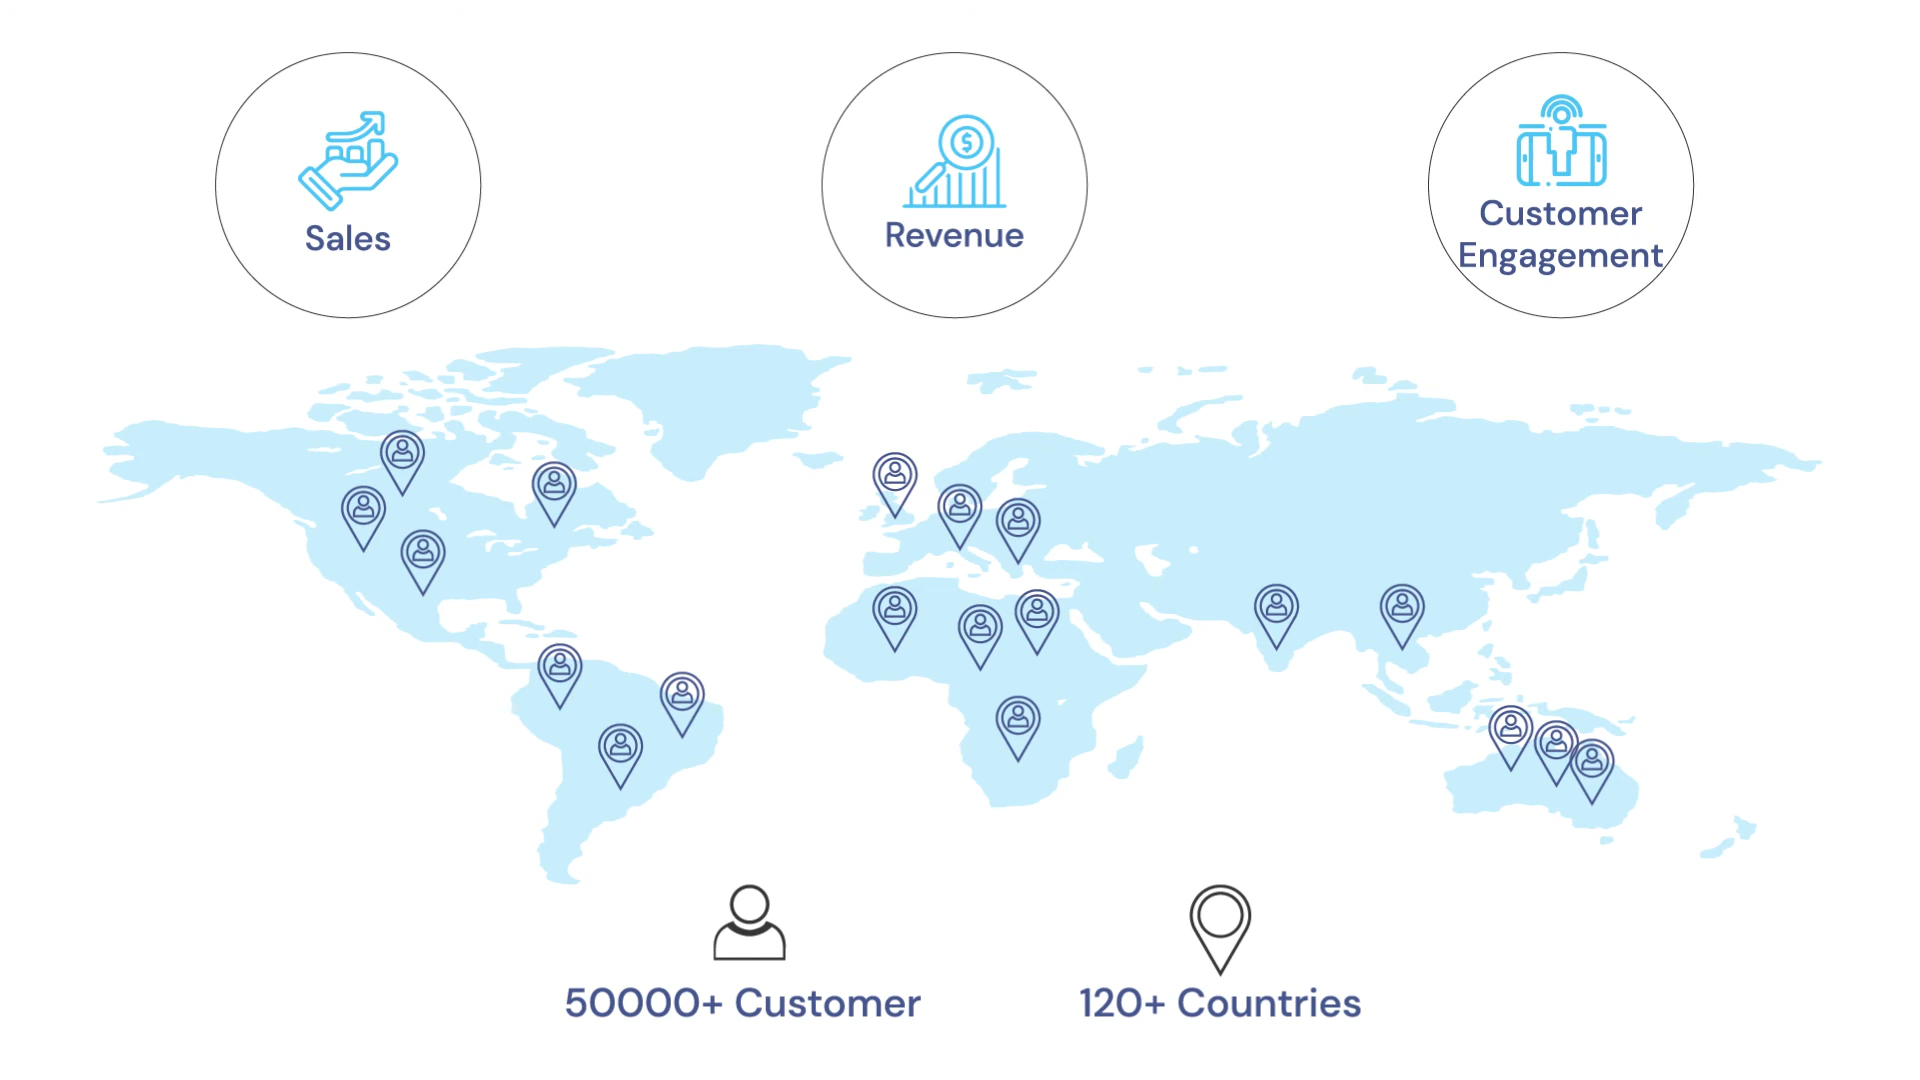 Sales
Revenue
Customer
Engagement
$
50000+ Customer
120+ Countries